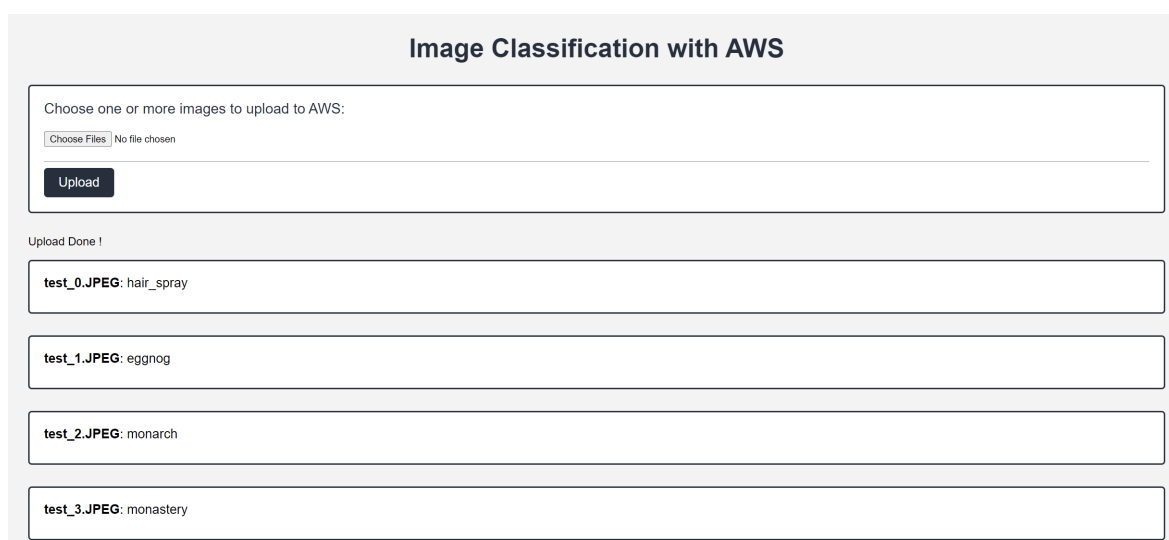 Image Classification with AWS
Choose one or more images to upload to AWS:
Choose Files No file chosen
Upload
Upload Done !
test_0.JPEG: hair_spray
test_1.JPEG: eggnog
test_2.JPEG: monarch
test_3.JPEG: monastery